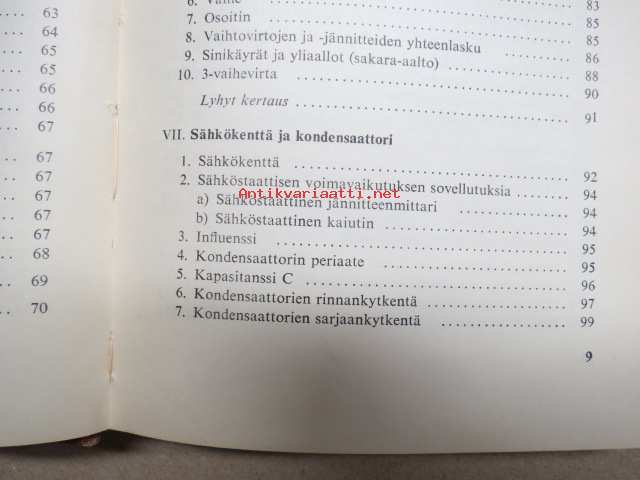 63
64
65
65
66
66
67
67
67
67
67
67
68
69
70
6. Vaihe 83
7. Osoitin 85
8. Vaihtovirtojen ja -jännitteiden yhteenlasku 85
9. Sinikäyrät ja yliaallot (sakara-aalto) 86
10. 3-vaihevirta 88
90
Lyhyt kertaus 91
VII. Sähkökenttä ja kondensaattori
1. Sähkökenttä 92
2. Sähköstaattisen voimavaikutuksen sovellutuksia 94
Antikvariaatti.net
a) Sähköstaattinen jännitteenmittari 94
b) Sähköstaattinen kaiutin 94
3. Influenssi 95
4. Kondensaattorin periaate 95
5. Kapasitanssi C 96
6. Kondensaattorien rinnankytkentä 97
7. Kondensaattorien sarjaankytkentä 99
9